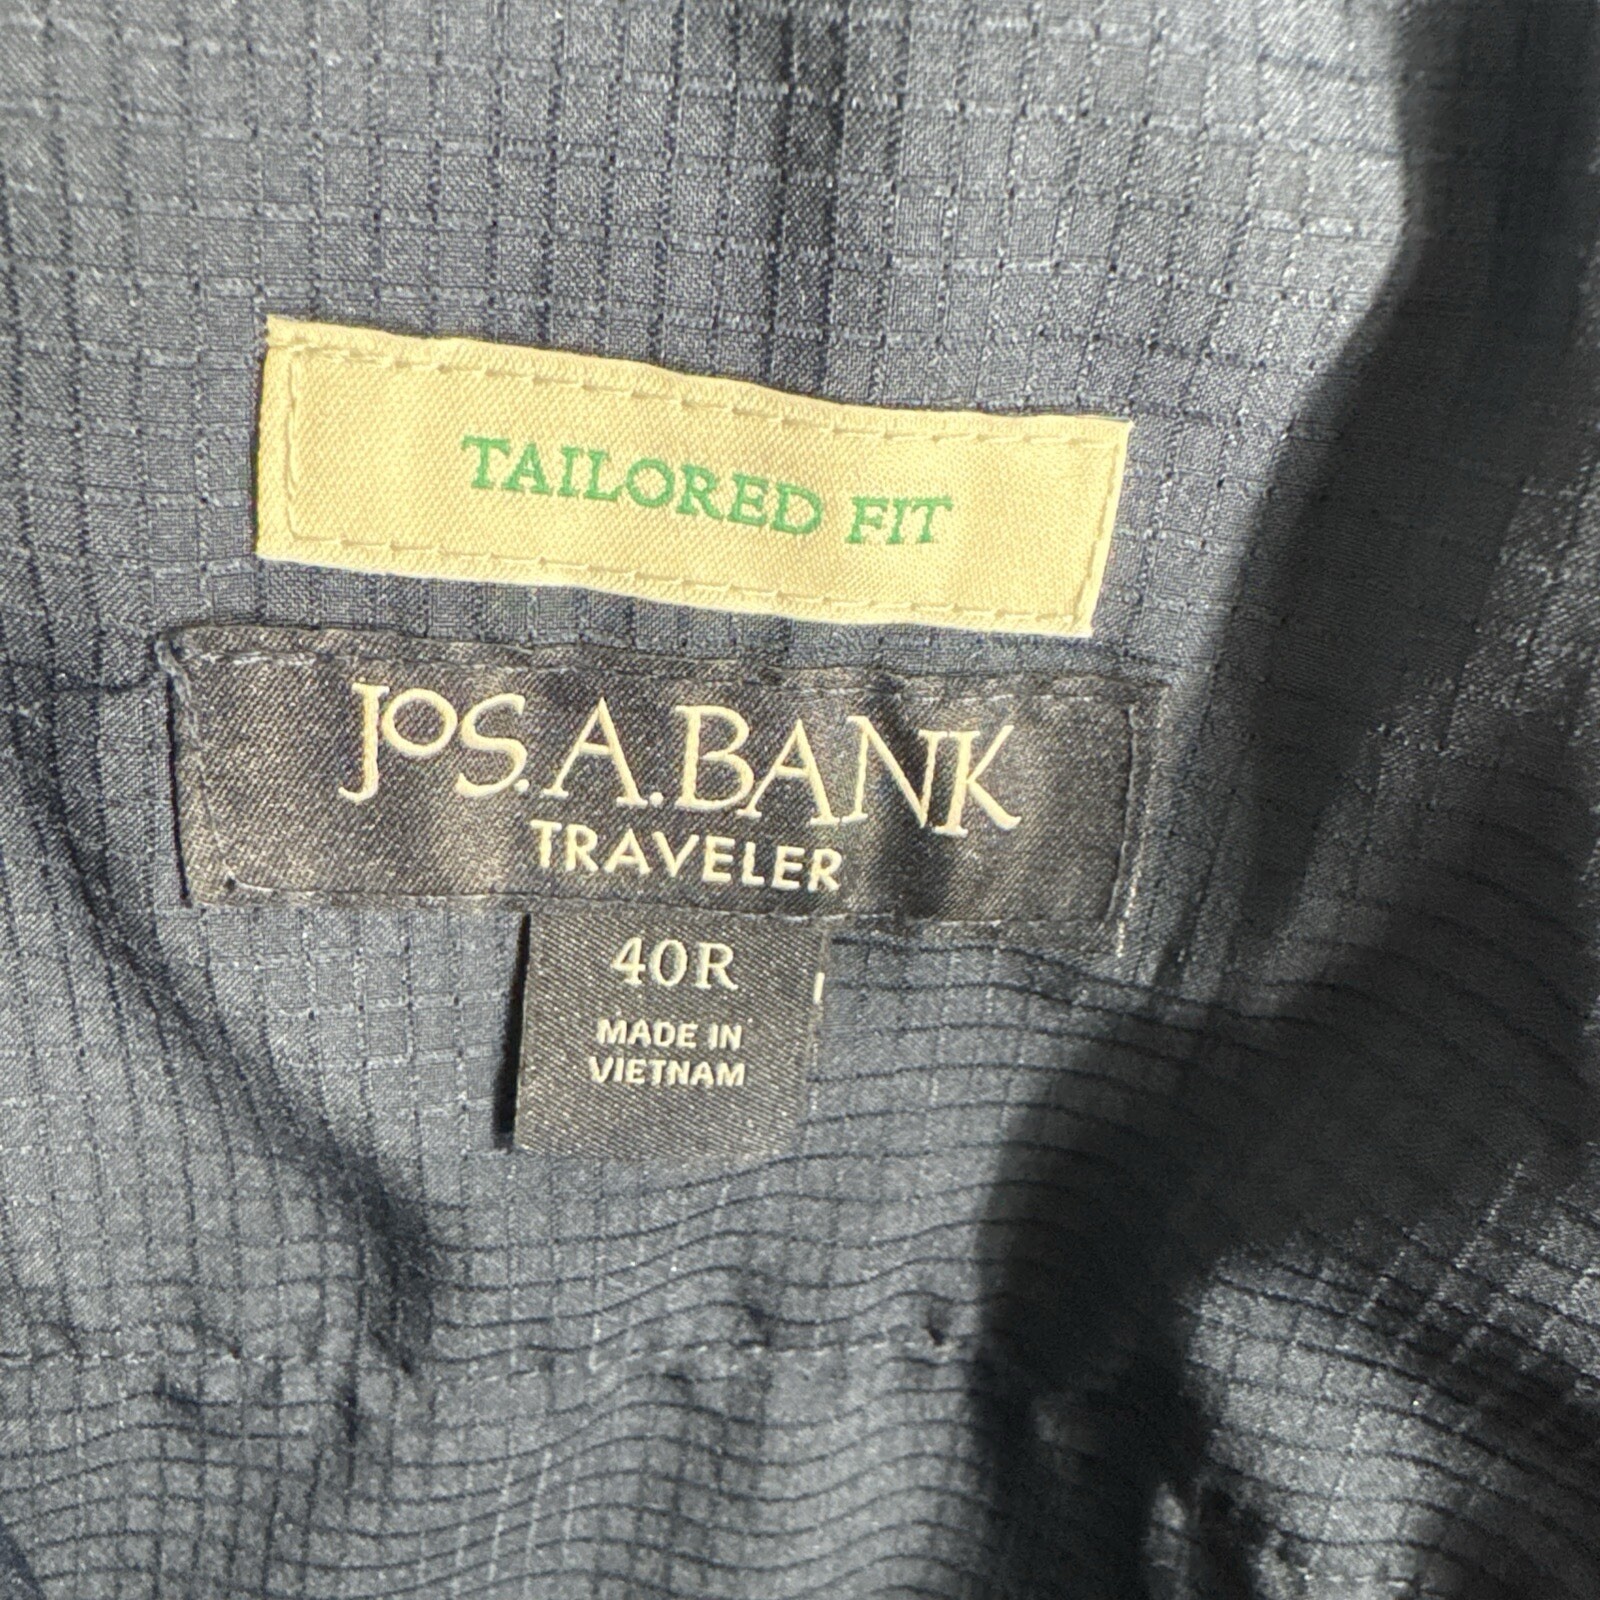 TAILORED FIT
JOS. A. BANK
TRAVELER
40R
MADE IN
VIETNAM